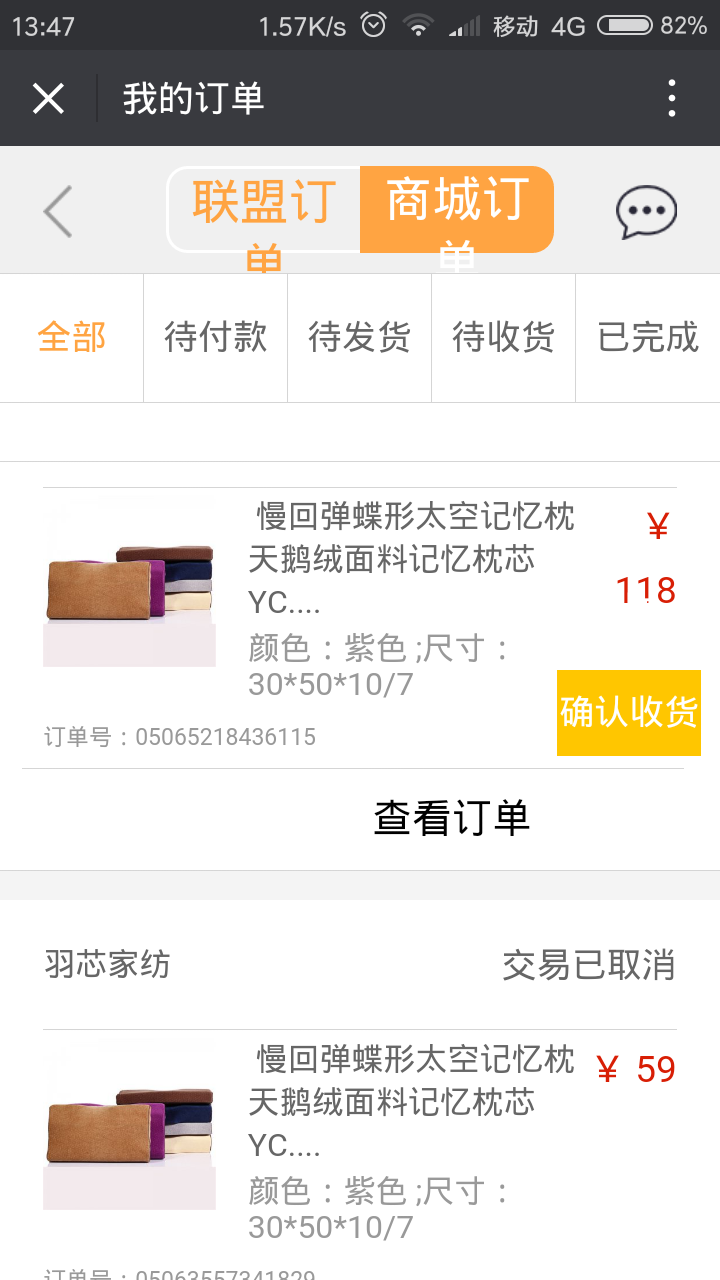 13:47 1.57K/s 移动 4G 82%
我的订单
联盟订单 商城订单
全部 待付款 待发货 待收货 已完成
慢回弹蝶形太空记忆枕 ¥
天鹅绒面料记忆枕芯 118
YC....
颜色：紫色 ;尺寸：
30*50*10/7
确认收货
订单号：05065218436115
查看订单
羽芯家纺 交易已取消
慢回弹蝶形太空记忆枕 ¥ 59
天鹅绒面料记忆枕芯
YC....
颜色：紫色 ;尺寸：
30*50*10/7
订单号：05063557341829